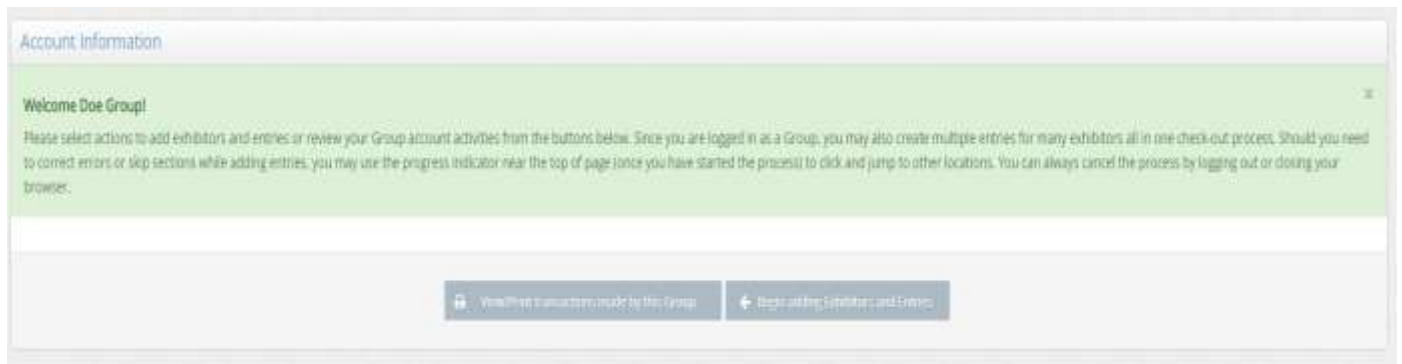 Account Information
Welcome Doe Group!
x
Please select actions to add exhibitors and entries or review your Group account activities from the buttons below. Since you are logged in as a Group, you may also create multiple entries for many exhibitors all in one check-out process. Should you need
to correct errors or skip sections while adding entries, you may use the progress indicator near the top of page (once you have started the process) to click and jump to other locations. You can always cancel the process by logging out or closing your
browser.
View/Print transactions made by this Group
Begin adding Exhibitors and Entries